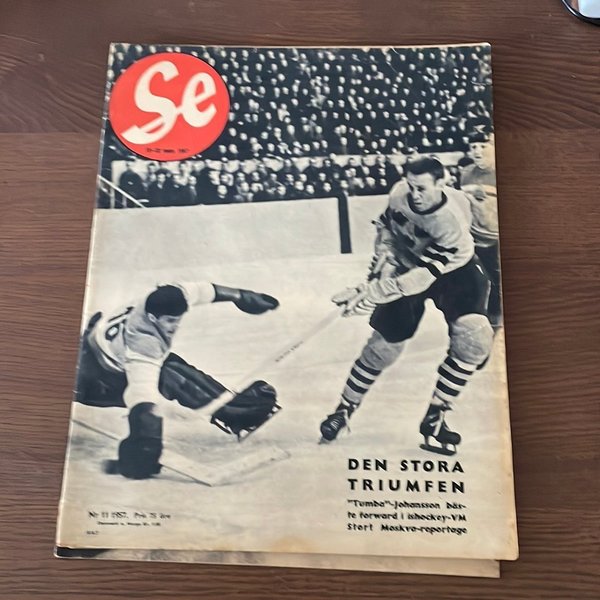 Se
DEN STORA
TRIUMFEN
"Tumba"-Johansson bäs-
te forward i ishockey-VM
Stort Moskva-reportage
Nr 11 1957. Pris 75 öre